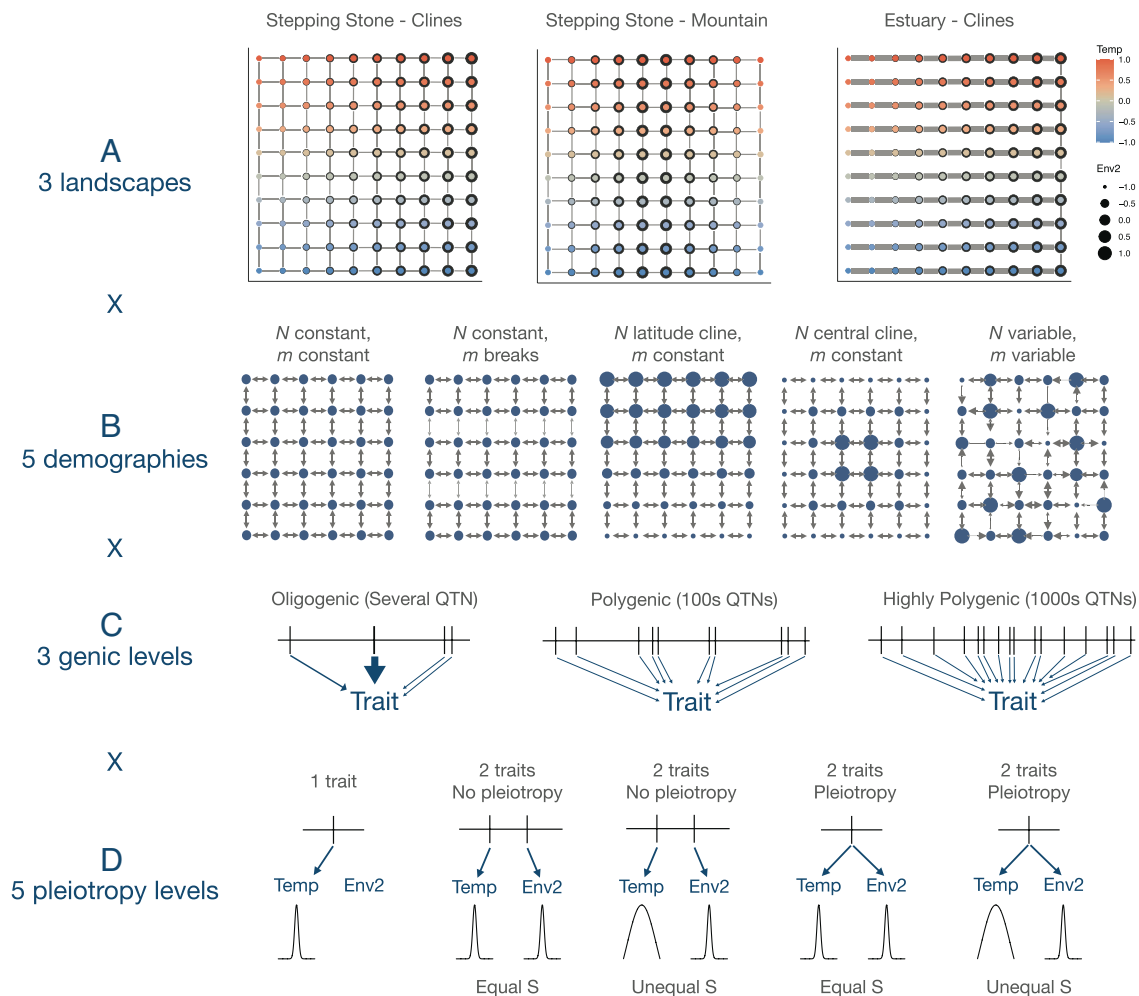 Stepping Stone - Clines
Stepping Stone - Mountain
Estuary - Clines
Temp
1.0
0.5
0.0
−0.5
−1.0
Env2
−1.0
−0.5
0.0
0.5
1.0
A
3 landscapes
X
N constant,
m constant
N constant,
m breaks
N latitude cline,
m constant
N central cline,
m constant
N variable,
m variable
B
5 demographies
X
Oligogenic (Several QTN)
Polygenic (100s QTNs)
Highly Polygenic (1000s QTNs)
C
3 genic levels
Trait
Trait
Trait
X
1 trait
2 traits
No pleiotropy
2 traits
No pleiotropy
2 traits
Pleiotropy
2 traits
Pleiotropy
D
5 pleiotropy levels
Temp Env2
Temp Env2
Temp Env2
Temp Env2
Temp Env2
Equal S
Unequal S
Equal S
Unequal S